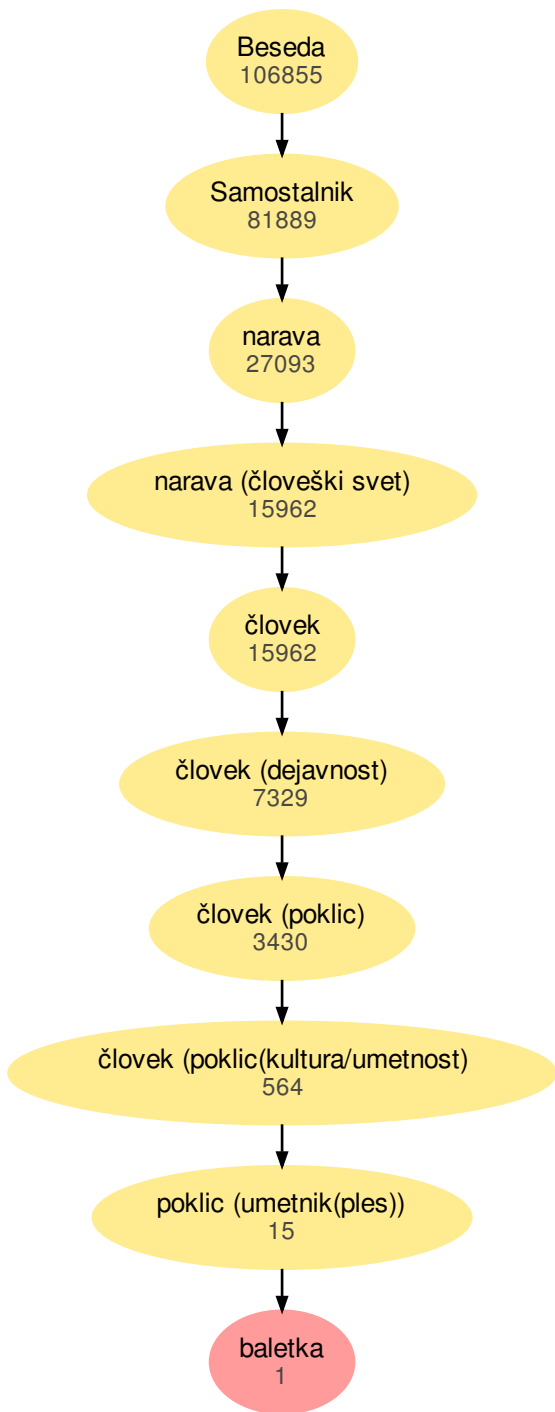 Beseda
106855
Samostalnik
81889
narava
27093
narava (človeški svet)
15962
človek
15962
človek (dejavnost)
7329
človek (poklic)
3430
človek (poklic(kultura/umetnost)
564
poklic (umetnik(ples))
15
baletka
1